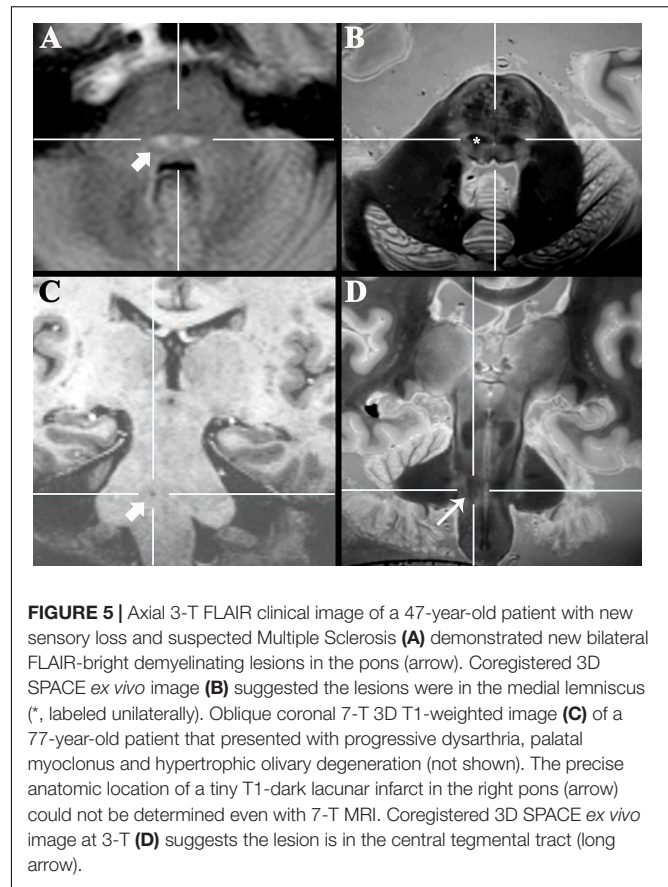 A
B
*
C
D
FIGURE 5 | Axial 3-T FLAIR clinical image of a 47-year-old patient with new
sensory loss and suspected Multiple Sclerosis (A) demonstrated new bilateral
FLAIR-bright demyelinating lesions in the pons (arrow). Coregistered 3D
SPACE ex vivo image (B) suggested the lesions were in the medial lemniscus
(*, labeled unilaterally). Oblique coronal 7-T 3D T1-weighted image (C) of a
77-year-old patient that presented with progressive dysarthria, palatal
myoclonus and hypertrophic olivary degeneration (not shown). The precise
anatomic location of a tiny T1-dark lacunar infarct in the right pons (arrow)
could not be determined even with 7-T MRI. Coregistered 3D SPACE ex vivo
image at 3-T (D) suggests the lesion is in the central tegmental tract (long
arrow).